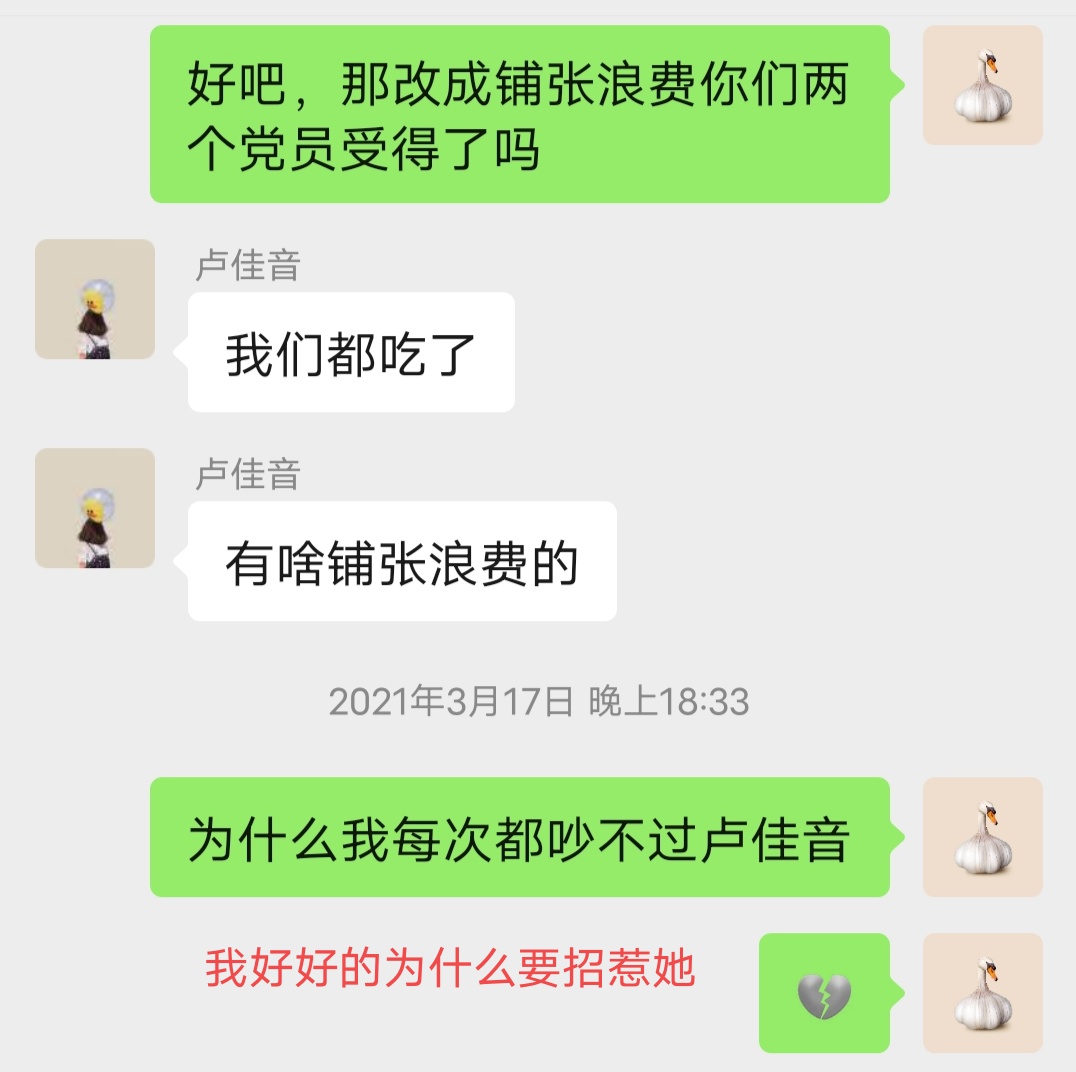 好吧，那改成铺张浪费你们两
个党员受得了吗
卢佳音
我们都吃了
卢佳音
有啥铺张浪费的
2021年3月17日 晚上18:33
为什么我每次都吵不过卢佳音
我好好的为什么要招惹她